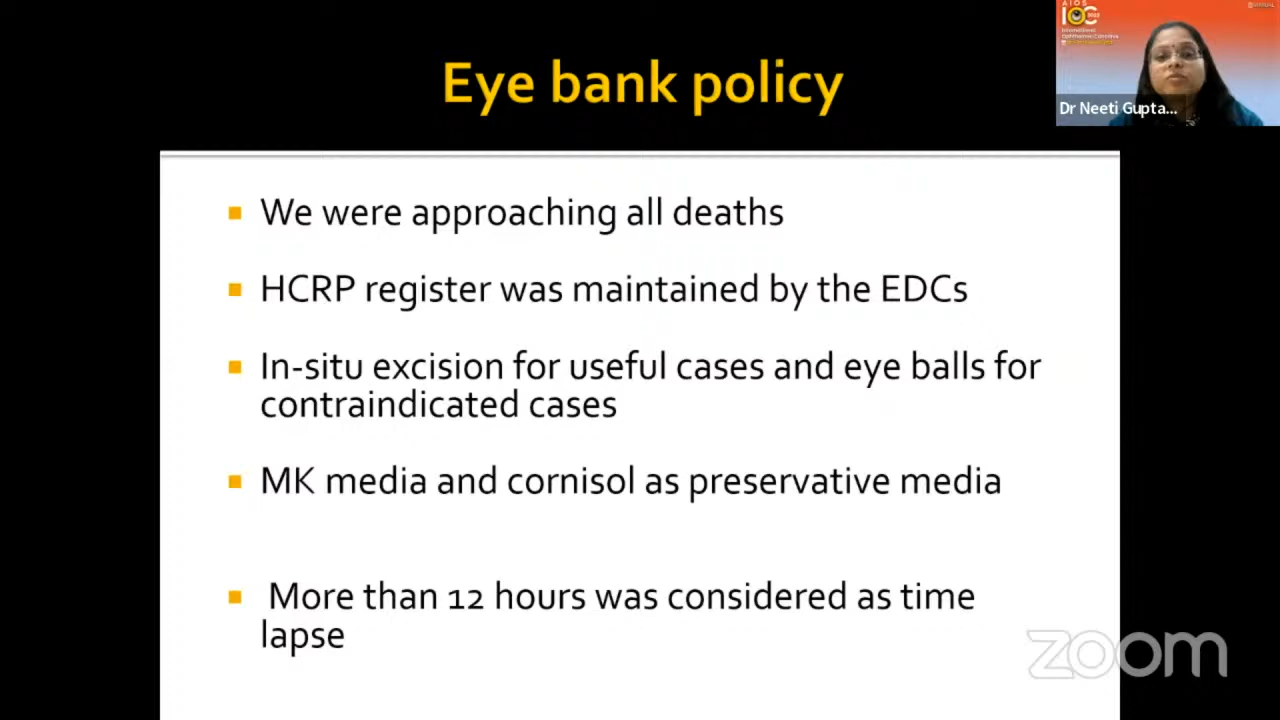 Eye bank policy
We were approaching all deaths
HCRP register was maintained by the EDCs
In-situ excision for useful cases and eye balls for
contraindicated cases
MK media and cornisol as preservative media
More than 12 hours was considered as time
lapse
AIOS
Dr Neeti Gupta...
zoom